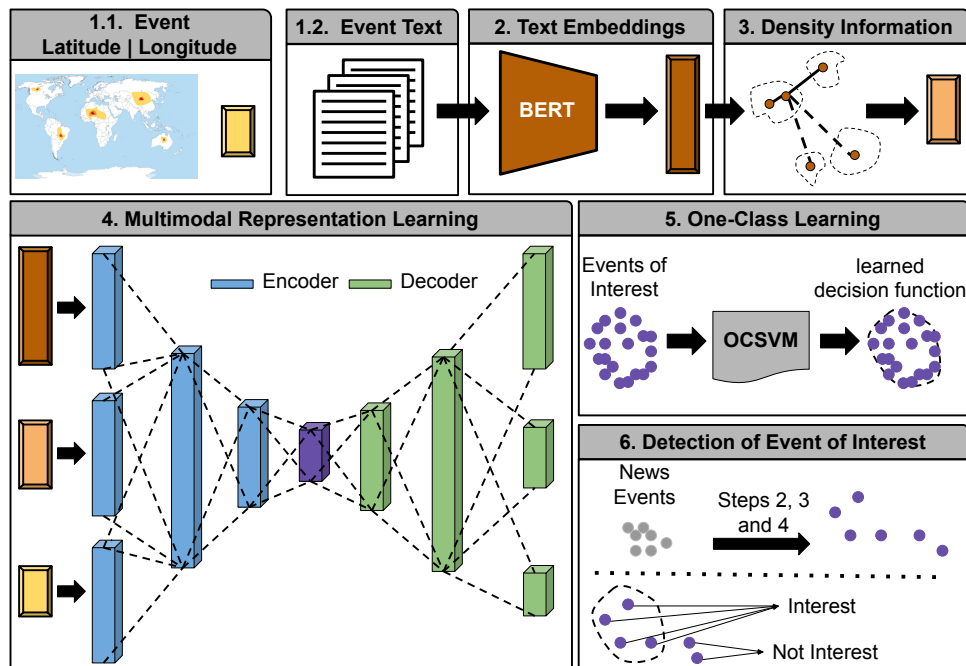 1.1. Event
Latitude | Longitude
1.2. Event Text
2. Text Embeddings
BERT
3. Density Information
4. Multimodal Representation Learning
Encoder
Decoder
5. One-Class Learning
Events of
Interest
OCSVM
learned
decision function
6. Detection of Event of Interest
News
Events
Steps 2, 3
and 4
Interest
Not Interest